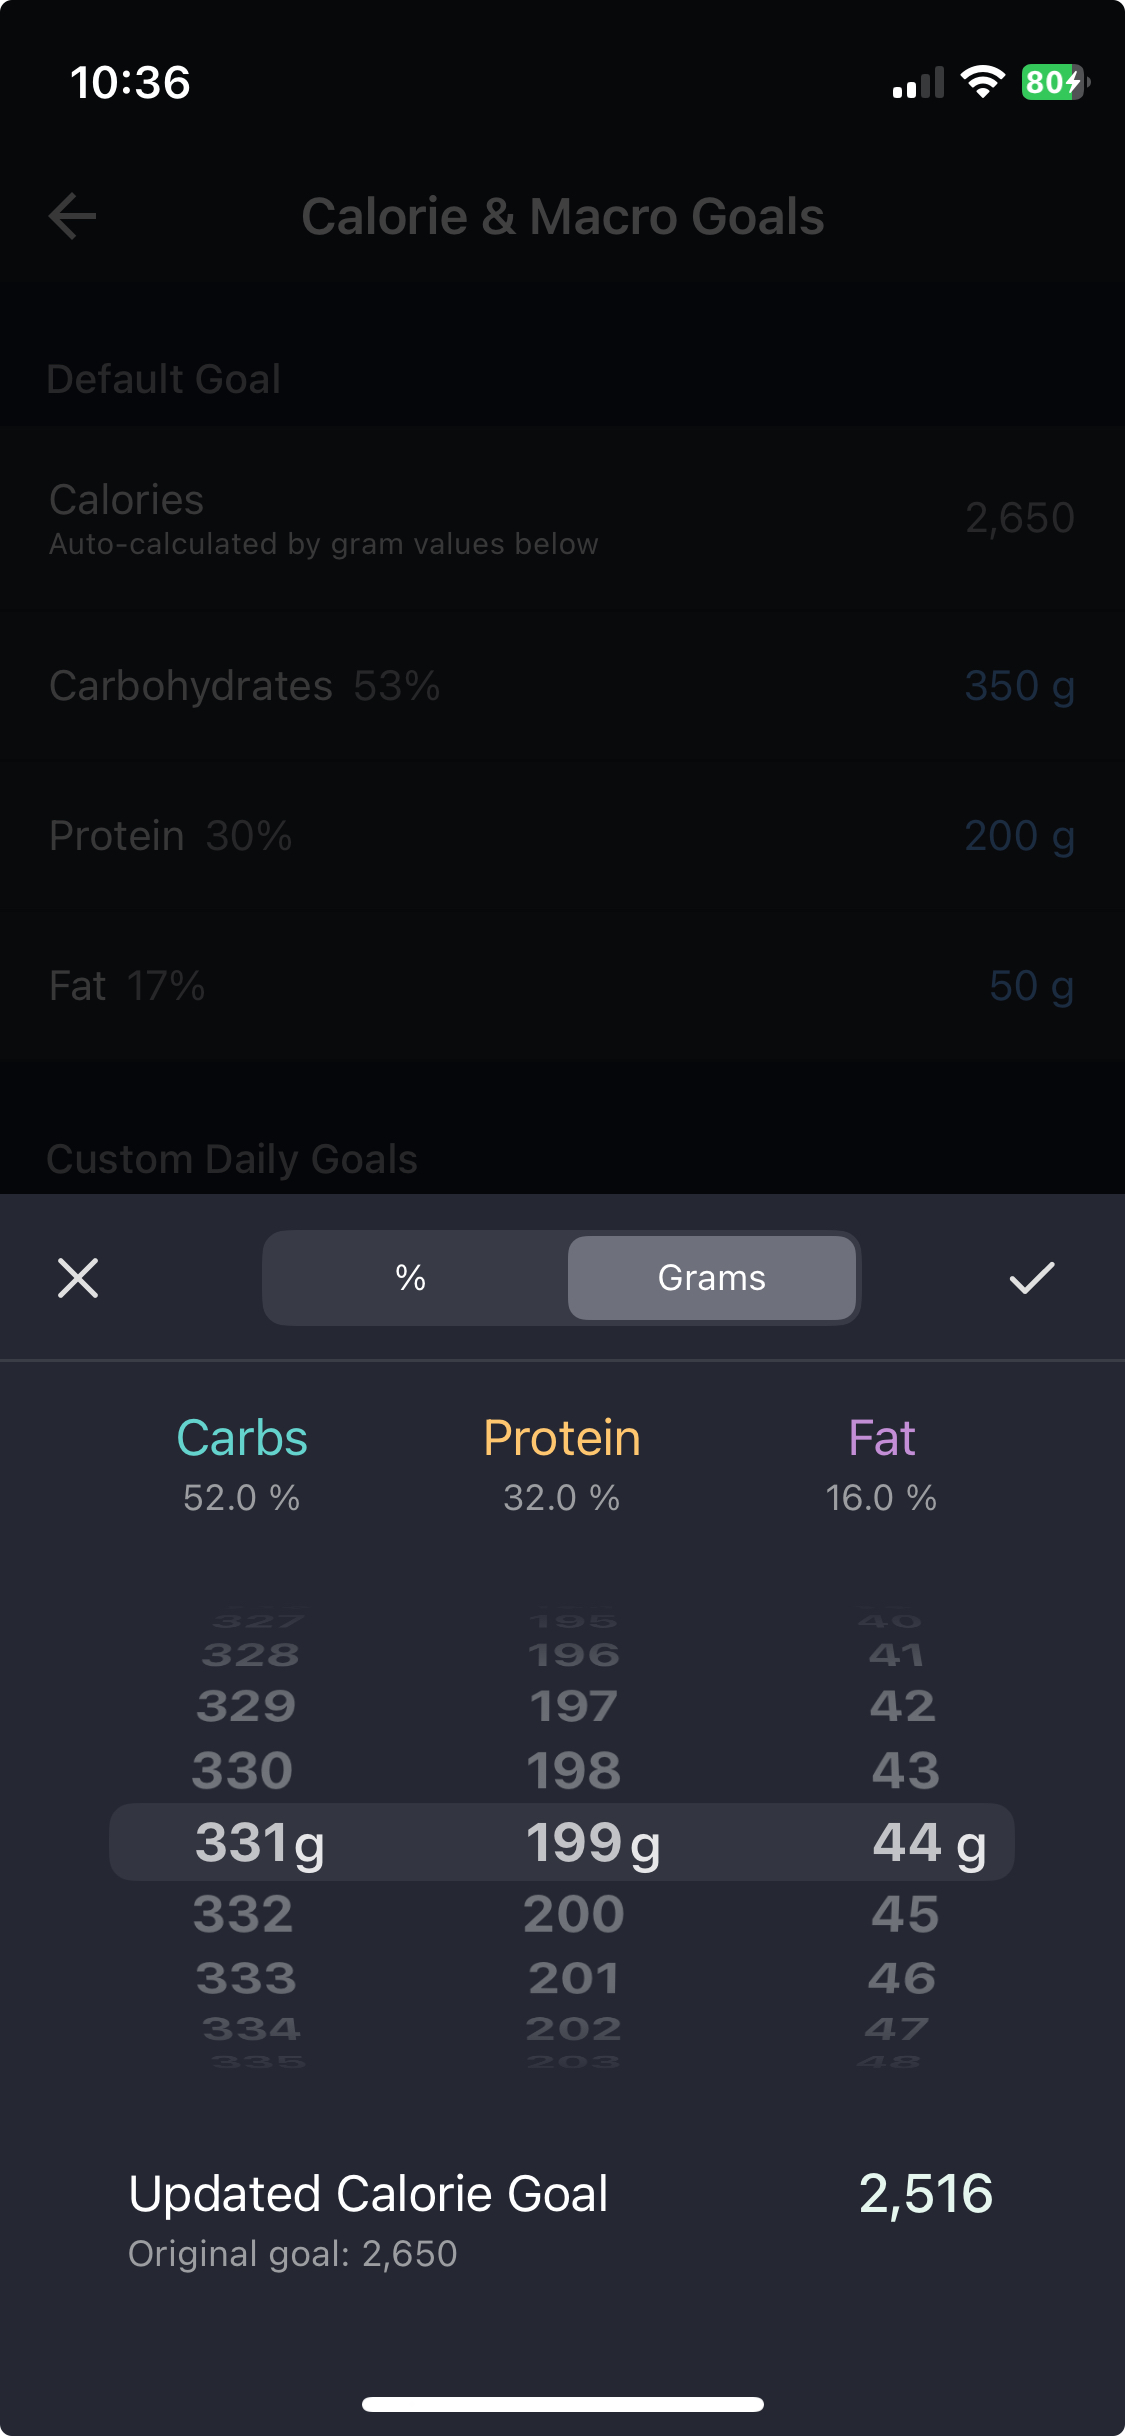 10:36
80
Calorie & Macro Goals
Default Goal
Calories
2,650
Auto-calculated by gram values below
Carbohydrates 53%
350 g
Protein 30%
200 g
Fat 17%
50 g
Custom Daily Goals
%
Grams
Carbs Protein Fat
52.0 % 32.0 % 16.0 %
327 195 40
328 196 41
329 197 42
330 198 43
331 g 199 g 44 g
332 200 45
333 201 46
334 202 47
335 203 48
Updated Calorie Goal 2,516
Original goal: 2,650